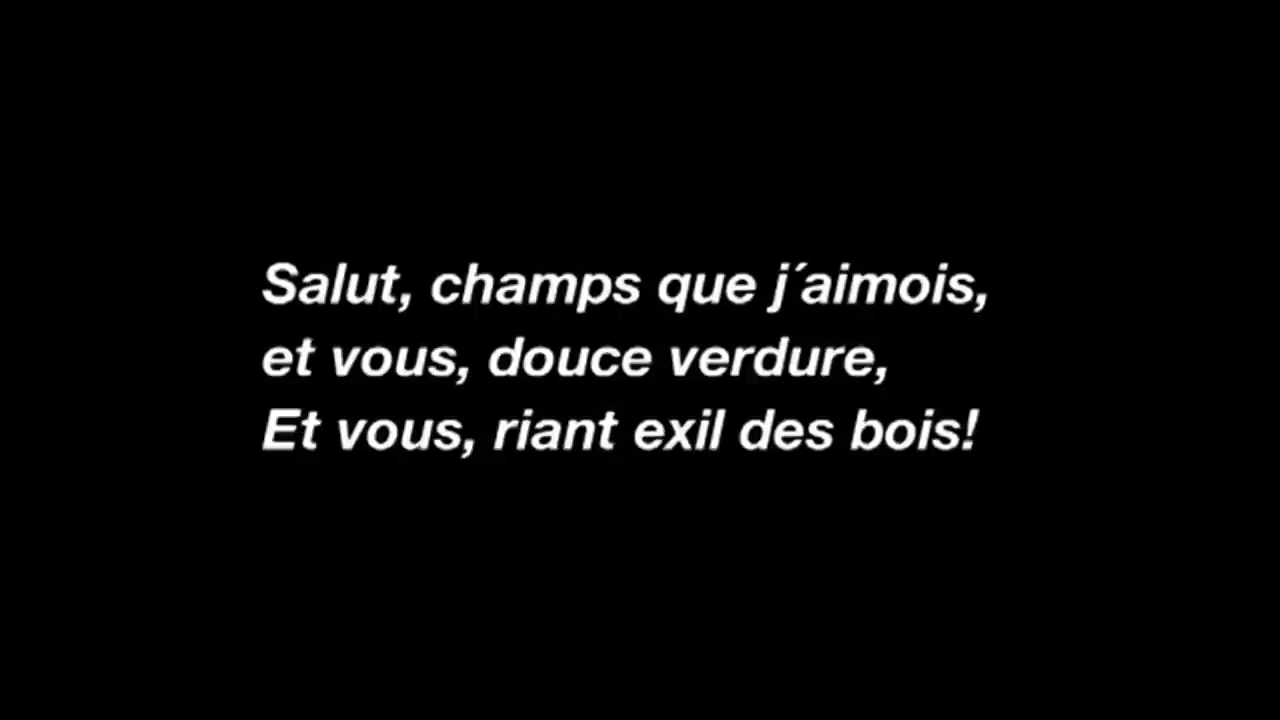 Salut, champs que j´aimois,
et vous, douce verdure,
Et vous, riant exil des bois!